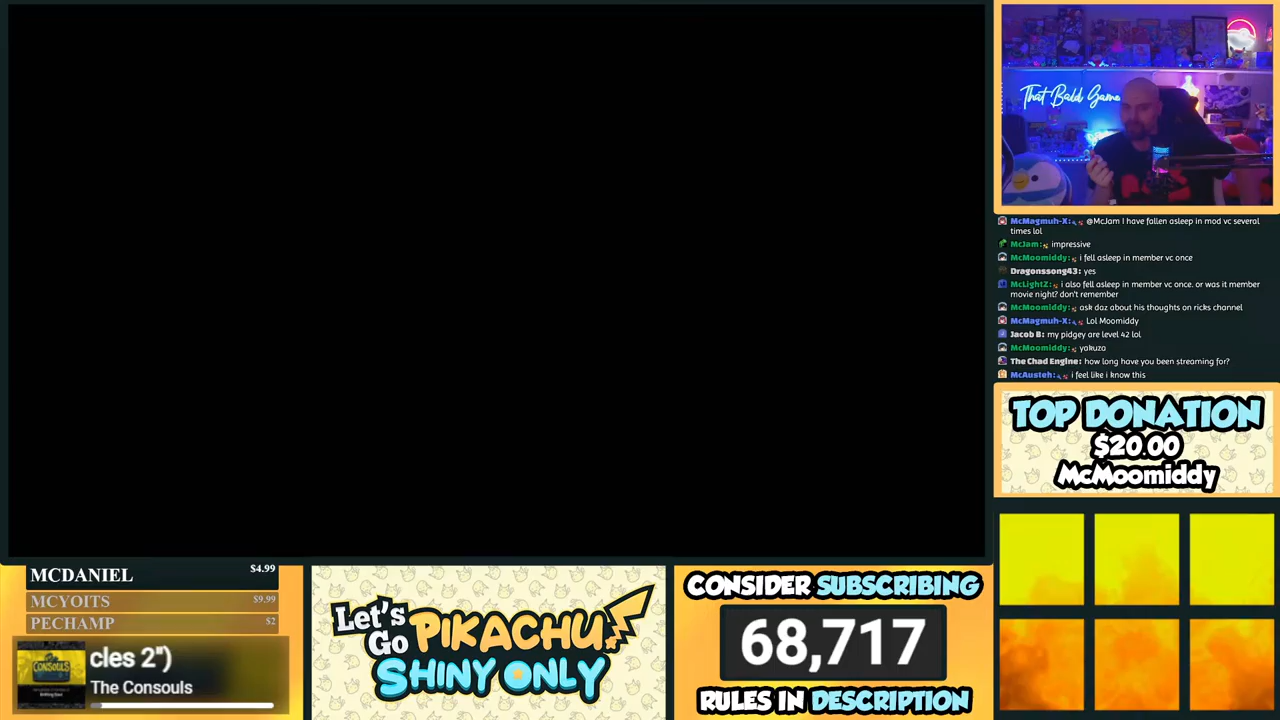 That Bald Game
McMagmuh-X: @McJam I have fallen asleep in mod vc several
times lol
McJam: impressive
McMoomiddy: i fell asleep in member vc once
Dragonssong43: yes
McLightZ: i also fell asleep in member vc once. or was it member
movie night? don't remember
McMoomiddy: ask daz about his thoughts on ricks channel
McMagmuh-X: Lol Moomiddy
Jacob B: my pidgey are level 42 lol
McMoomiddy: yakuza
The Chad Engine: how long have you been streaming for?
McAusteh: i feel like i know this
TOP DONATION
$20.00
McMoomiddy
MCDANIEL $4.99
MCYOITS $9.99
PECHAMP $2
CONSOULS
cles 2")
The Consouls
Let's
Go PIKACHU
SHINY ONLY
CONSIDER SUBSCRIBING
68,717
RULES IN DESCRIPTION